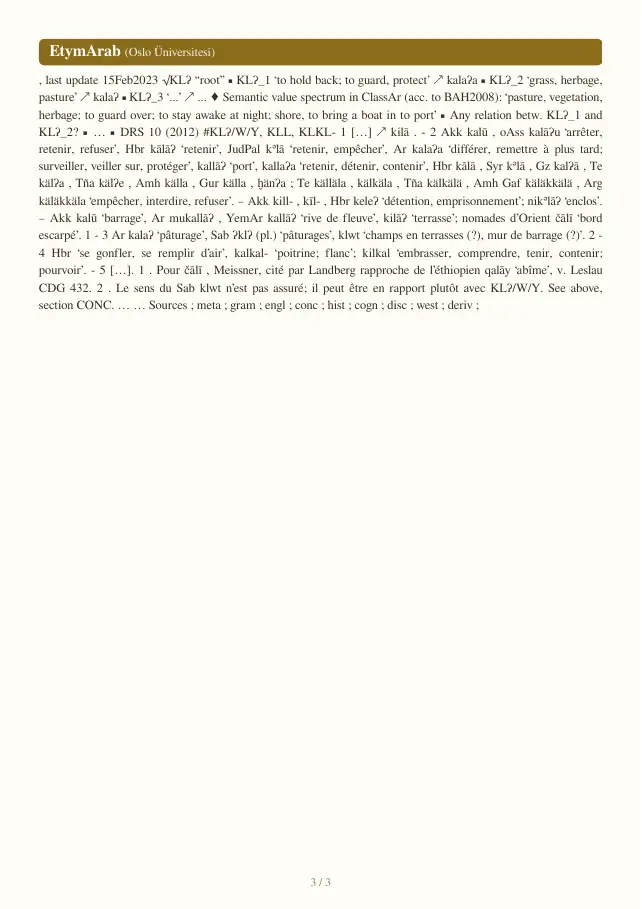 EtymArab (Oslo Üniversitesi)
, last update 15Feb2023 √KLʔ “root” ▪ KLʔ_1 ‘to hold back; to guard, protect’ ↗ kalaʔa ▪ KLʔ_2 ‘grass, herbage,
pasture’ ↗ kalaʔ ▪ KLʔ_3 ‘...’ ↗ ... ♦ Semantic value spectrum in ClassAr (acc. to BAH2008): ‘pasture, vegetation,
herbage; to guard over; to stay awake at night; shore, to bring a boat in to port’ ▪ Any relation betw. KLʔ_1 and
KLʔ_2? ▪ … ▪ DRS 10 (2012) #KLʔ/W/Y, KLL, KLKL- 1 […] ↗ kilā . - 2 Akk kalū , oAss kalāʔu ‘arrêter,
retenir, refuser’, Hbr kālāʔ ‘retenir’, JudPal kᵊlā ‘retenir, empêcher’, Ar kalaʔa ‘différer, remettre à plus tard;
surveiller, veiller sur, protéger’, kallāʔ ‘port’, kallaʔa ‘retenir, détenir, contenir’, Hbr kālā , Syr kᵊlā , Gz kalʔā , Te
kälʔa , Tña kälʔe , Amh källa , Gur källa , ḫänʔa ; Te källäla , kälkäla , Tña kälkälä , Amh Gaf käläkkälä , Arg
käläkkäla ‘empêcher, interdire, refuser’. – Akk kill- , kīl- , Hbr keleʔ ‘détention, emprisonnement’; nikᵊlāʔ ‘enclos’.
– Akk kalū ‘barrage’, Ar mukallāʔ , YemAr kallāʔ ‘rive de fleuve’, kilāʔ ‘terrasse’; nomades d’Orient čālī ‘bord
escarpé’. 1 - 3 Ar kalaʔ ‘pâturage’, Sab ʔklʔ (pl.) ‘pâturages’, klwt ‘champs en terrasses (?), mur de barrage (?)’. 2 -
4 Hbr ‘se gonfler, se remplir d’air’, kalkal- ‘poitrine; flanc’; kilkal ‘embrasser, comprendre, tenir, contenir;
pourvoir’. - 5 […]. 1 . Pour čālī , Meissner, cité par Landberg rapproche de l’éthiopien qalāy ‘abîme’, v. Leslau
CDG 432. 2 . Le sens du Sab klwt n’est pas assuré; il peut être en rapport plutôt avec KLʔ/W/Y. See above,
section CONC. … … Sources ; meta ; gram ; engl ; conc ; hist ; cogn ; disc ; west ; deriv ;
3 / 3